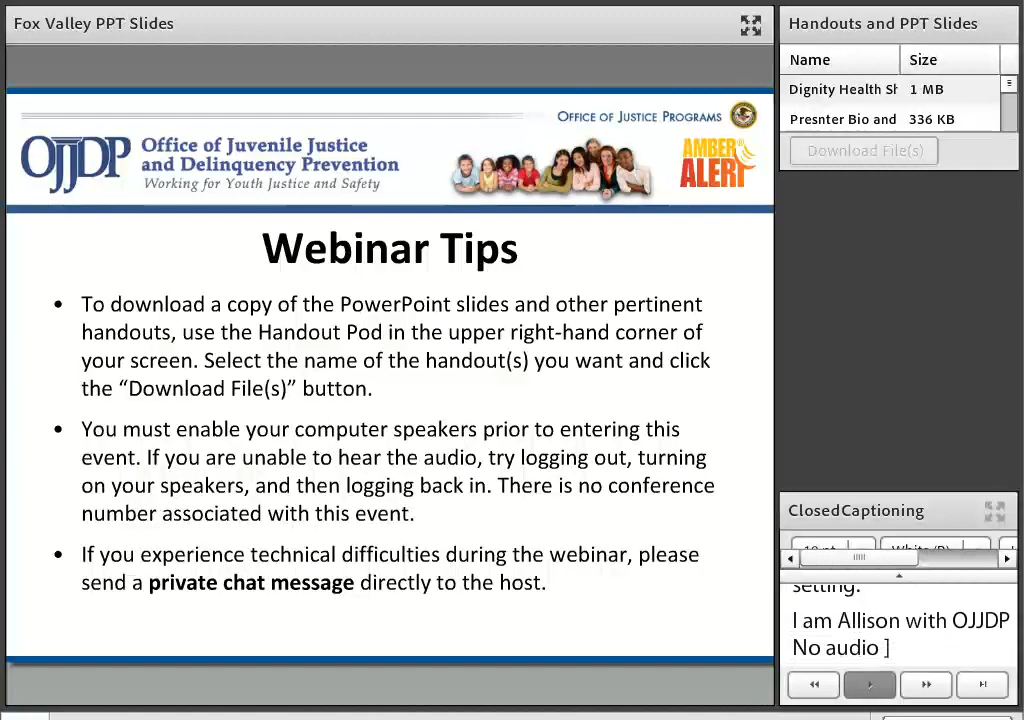 Fox Valley PPT Slides
Handouts and PPT Slides
Name Size
Dignity Health Sh 1 MB
Presnter Bio and 336 KB
Download File(s)
OFFICE OF JUSTICE PROGRAMS
OJJDP
Office of Juvenile Justice
and Delinquency Prevention
Working for Youth Justice and Safety
AMBER
ALERT
Webinar Tips
• To download a copy of the PowerPoint slides and other pertinent
handouts, use the Handout Pod in the upper right-hand corner of
your screen. Select the name of the handout(s) you want and click
the “Download File(s)” button.
• You must enable your computer speakers prior to entering this
event. If you are unable to hear the audio, try logging out, turning
on your speakers, and then logging back in. There is no conference
number associated with this event.
• If you experience technical difficulties during the webinar, please
send a private chat message directly to the host.
ClosedCaptioning
setting.
I am Allison with OJJDP
No audio ]